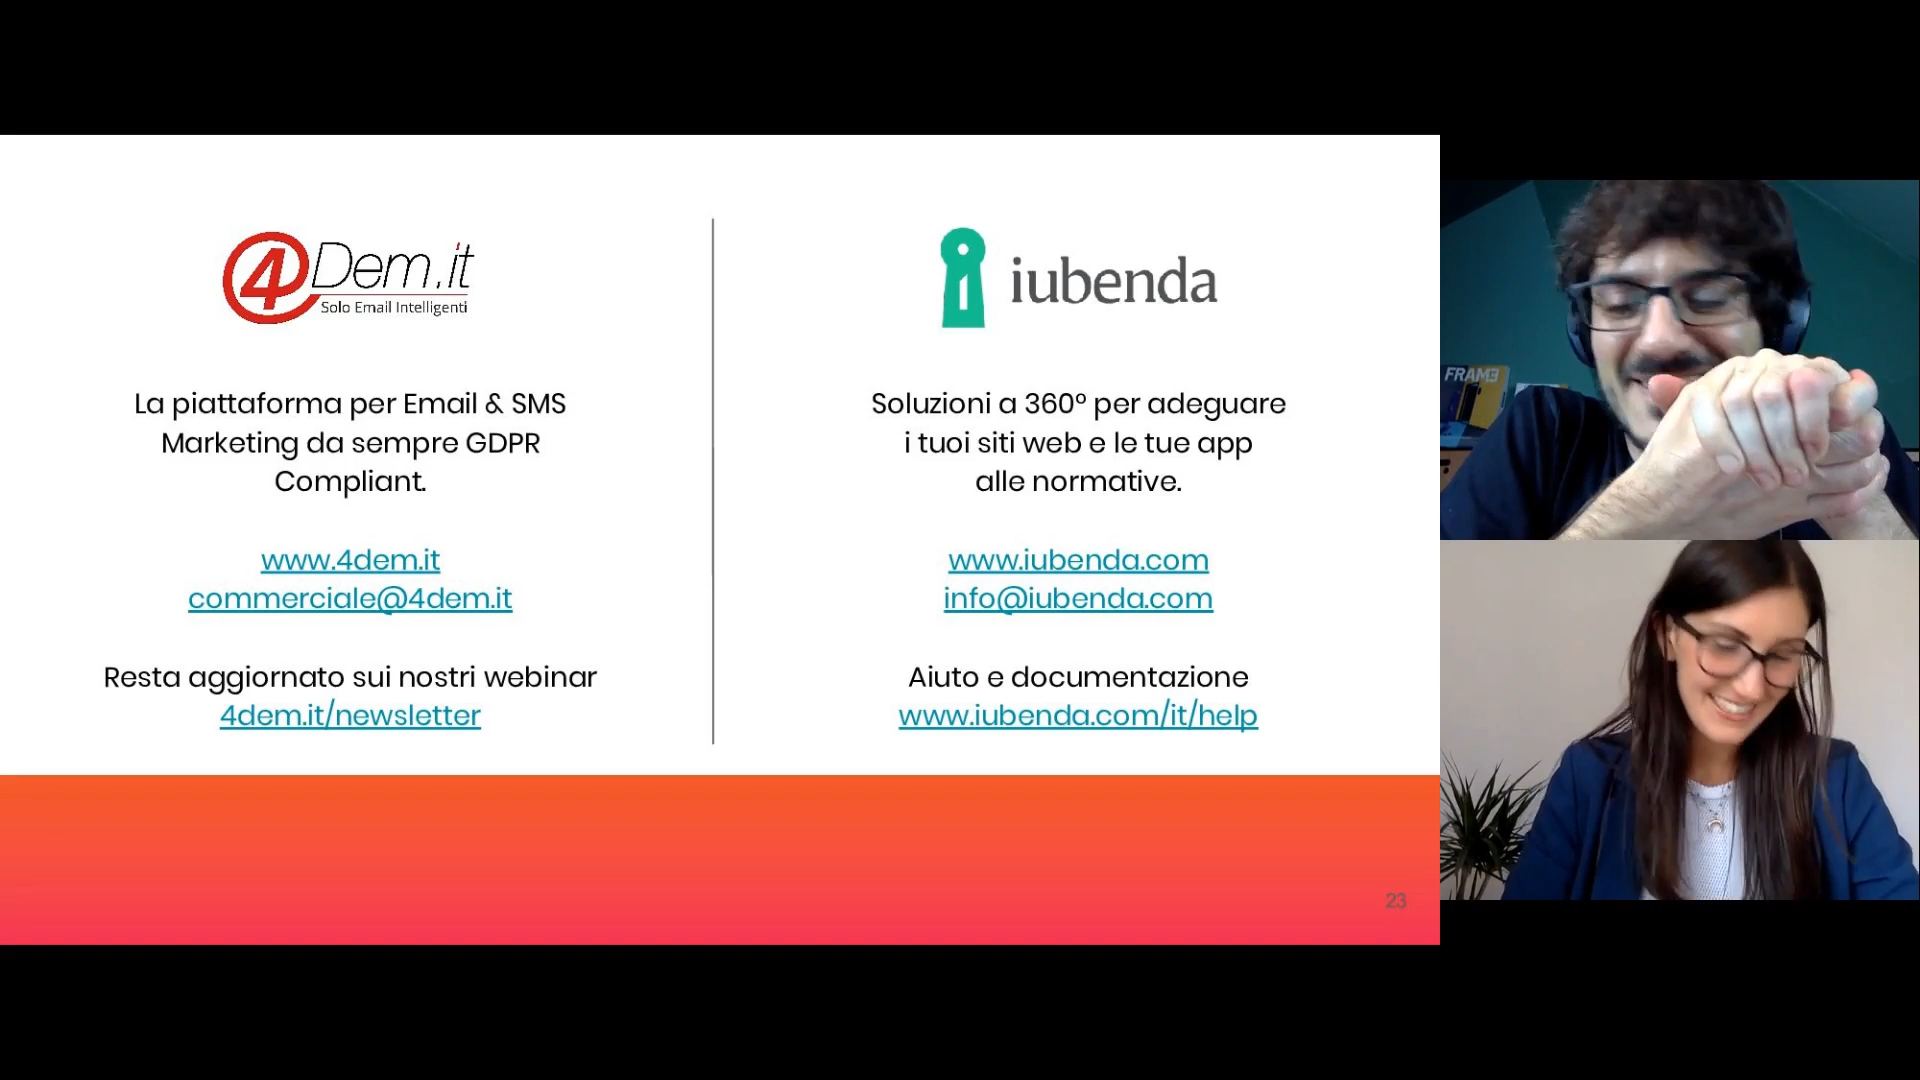 4Dem.it
Solo Email Intelligenti
La piattaforma per Email & SMS
Marketing da sempre GDPR
Compliant.
www.4dem.it
commerciale@4dem.it
Resta aggiornato sui nostri webinar
4dem.it/newsletter
iubenda
Soluzioni a 360° per adeguare
i tuoi siti web e le tue app
alle normative.
www.iubenda.com
info@iubenda.com
Aiuto e documentazione
www.iubenda.com/it/help
23
FRAM3